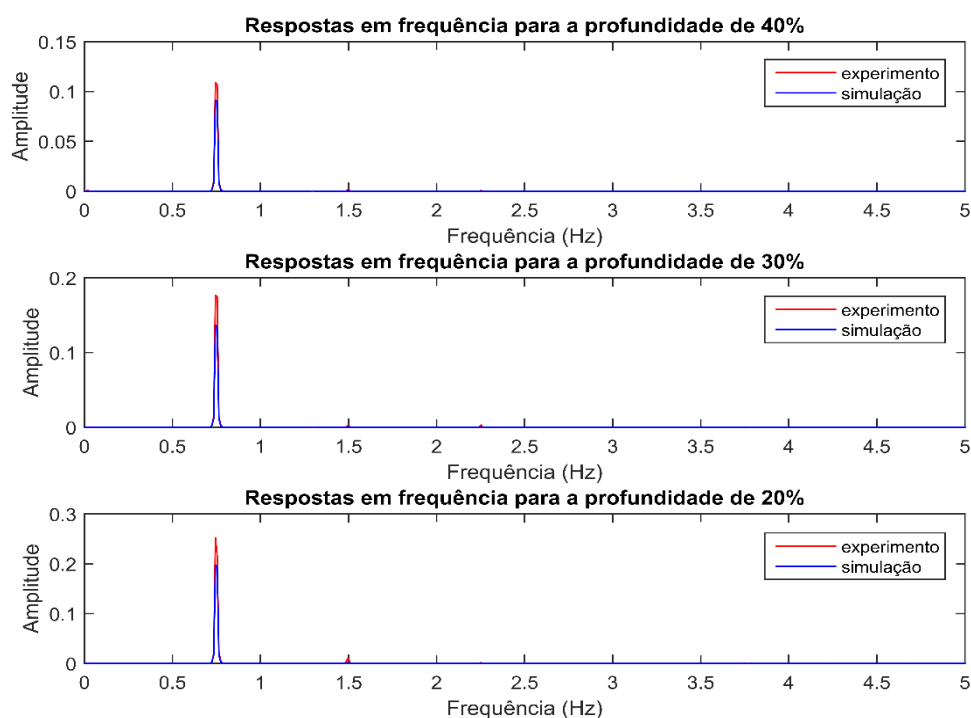 Respostas em frequência para a profundidade de 40%
0.15
0.1
0.05
0
Amplitude
experimento
simulação
0 0.5 1 1.5 2 2.5 3 3.5 4 4.5 5
Frequência (Hz)
Respostas em frequência para a profundidade de 30%
0.2
0.1
0
Amplitude
experimento
simulação
0 0.5 1 1.5 2 2.5 3 3.5 4 4.5 5
Frequência (Hz)
Respostas em frequência para a profundidade de 20%
0.3
0.2
0.1
0
Amplitude
experimento
simulação
0 0.5 1 1.5 2 2.5 3 3.5 4 4.5 5
Frequência (Hz)